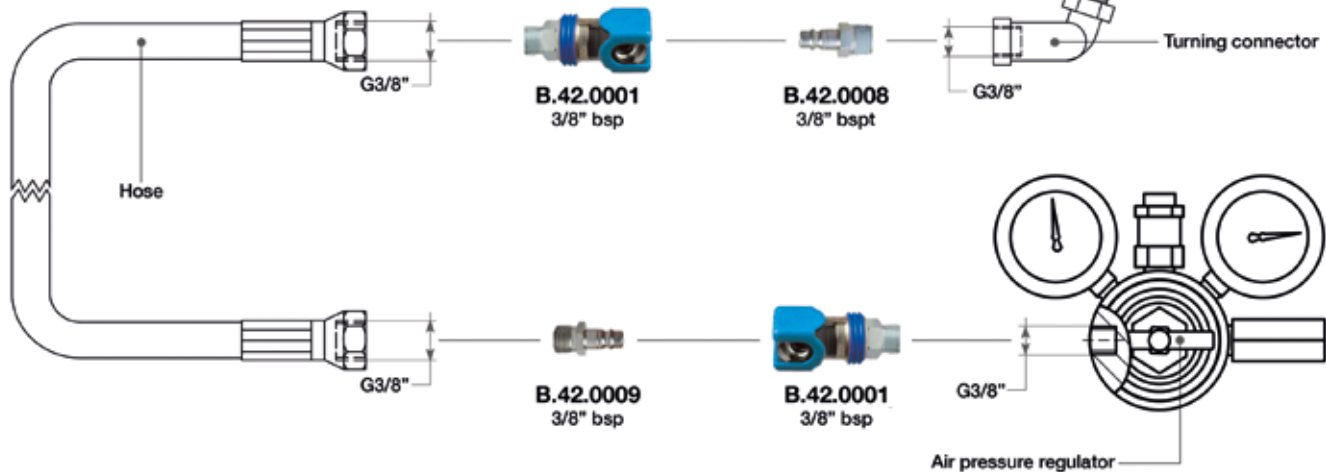 G3/8”
B.42.0001
3/8” bsp
B.42.0008
3/8” bspt
G3/8”
Turning connector
Hose
G3/8”
B.42.0009
3/8” bsp
B.42.0001
3/8” bsp
G3/8”
Air pressure regulator